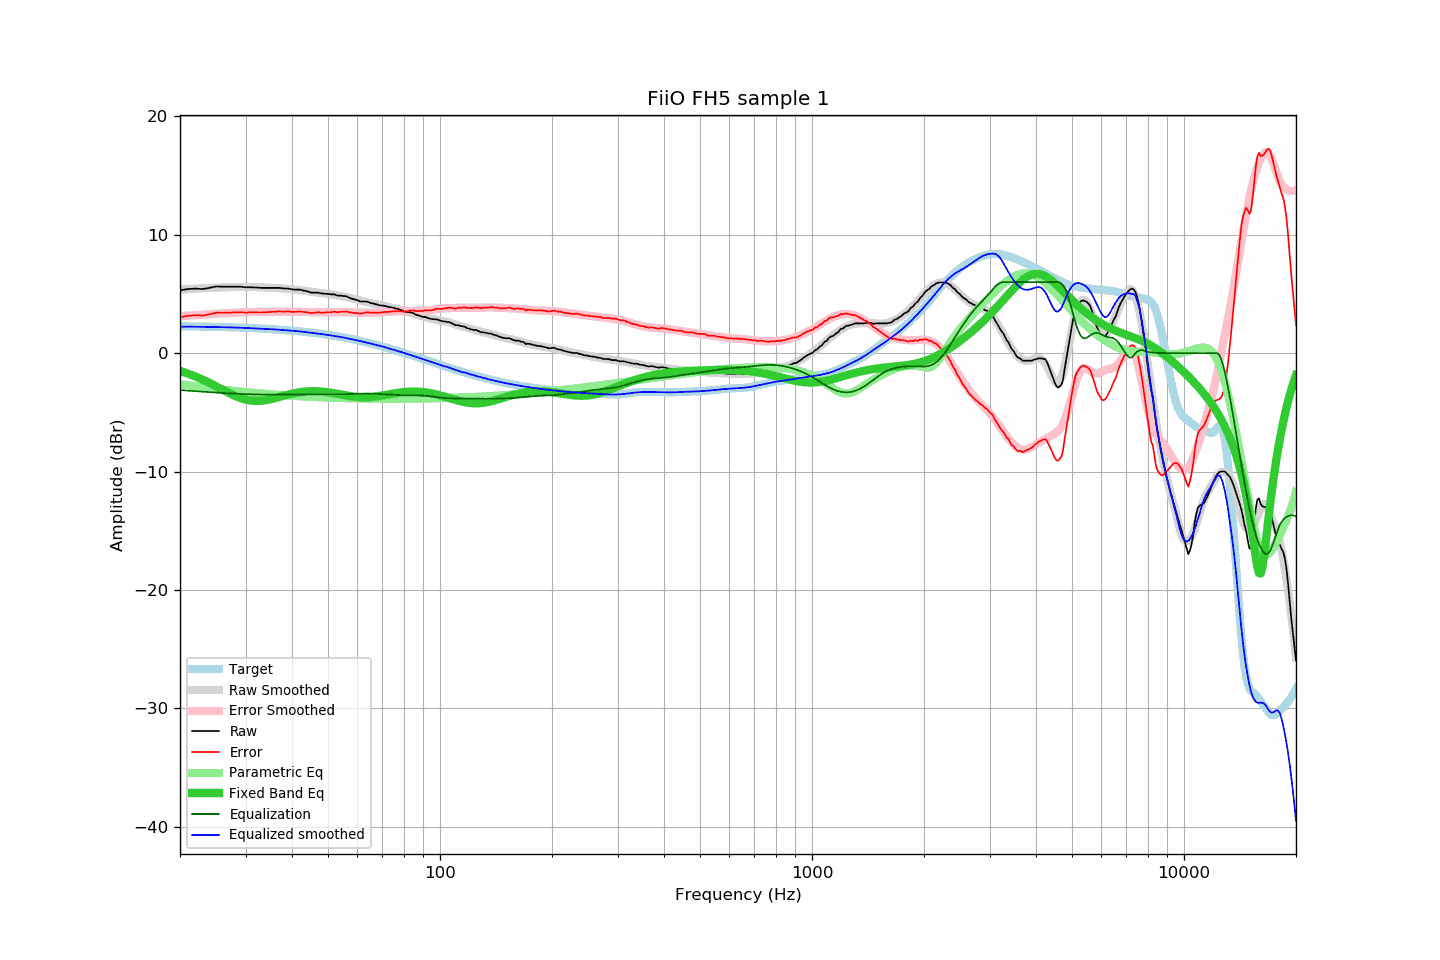 FiiO FH5 sample 1
20
10
0
−10
−20
−30
−40
Amplitude (dBr)
Target
Raw Smoothed
Error Smoothed
Raw
Error
Parametric Eq
Fixed Band Eq
Equalization
Equalized smoothed
100
1000
10000
Frequency (Hz)